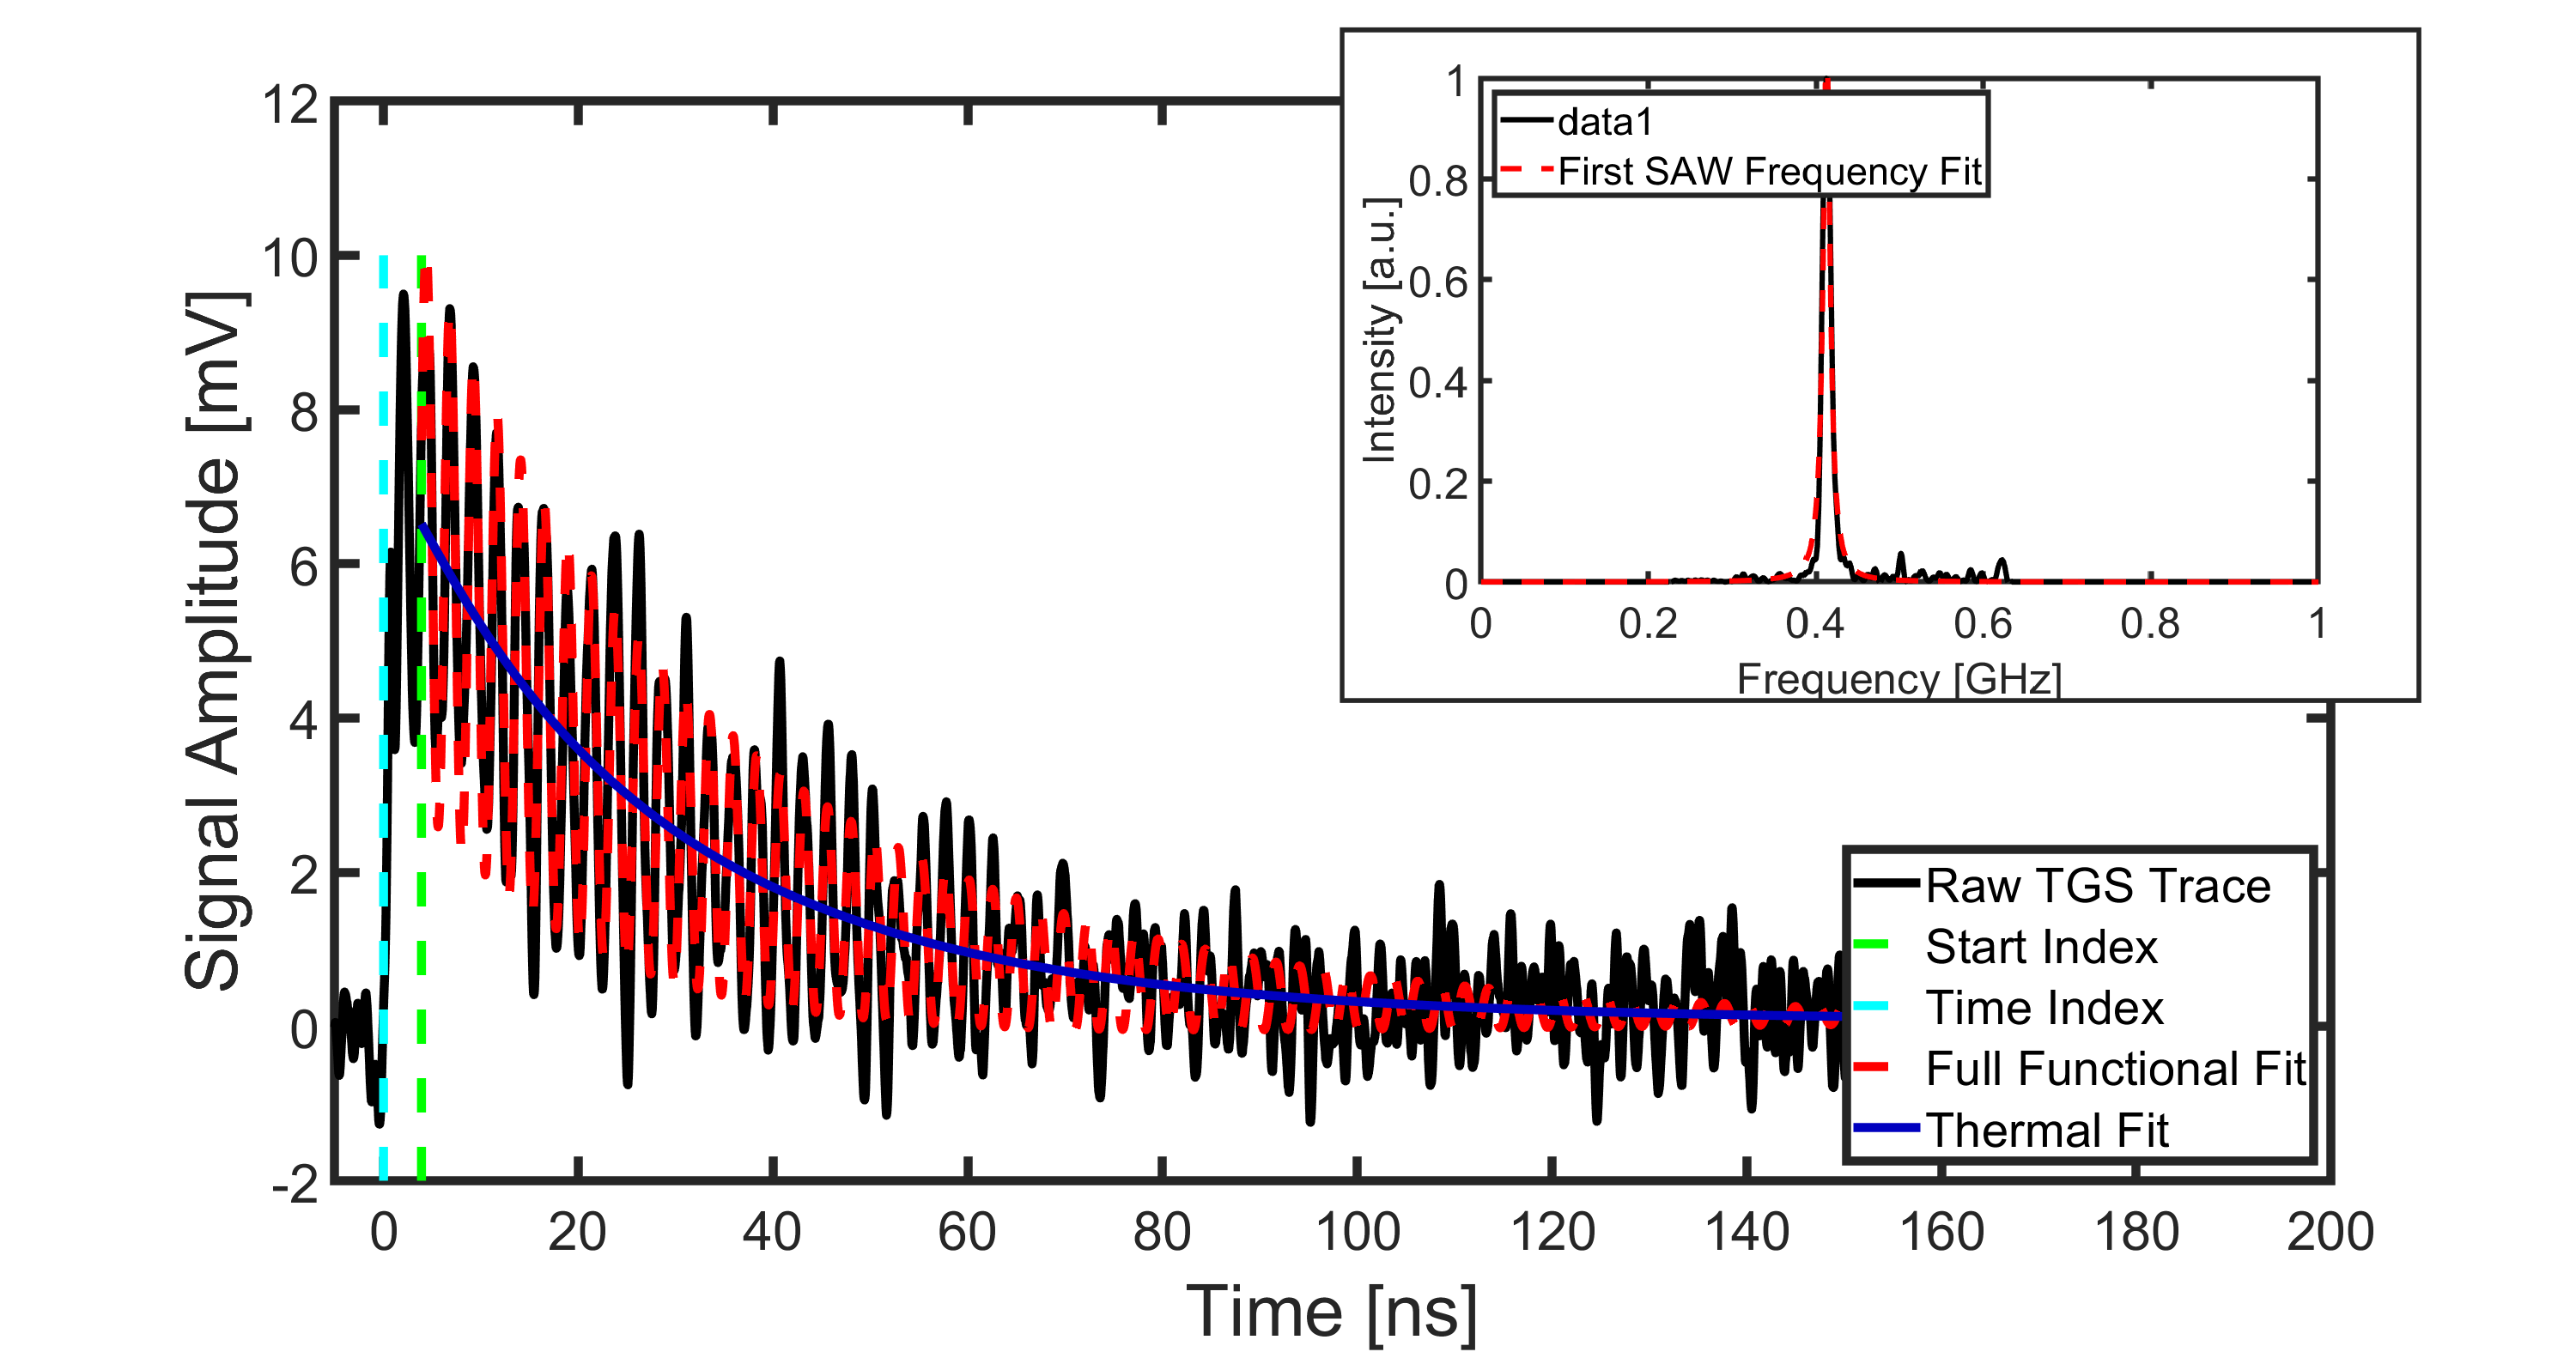 12
10
8
6
4
2
0
-2
Signal Amplitude [mV]
0 20 40 60 80 100 120 140 160 180 200
Time [ns]
1
0.8
0.6
0.4
0.2
0
Intensity [a.u.]
0 0.2 0.4 0.6 0.8 1
Frequency [GHz]
data1
First SAW Frequency Fit
Raw TGS Trace
Start Index
Time Index
Full Functional Fit
Thermal Fit